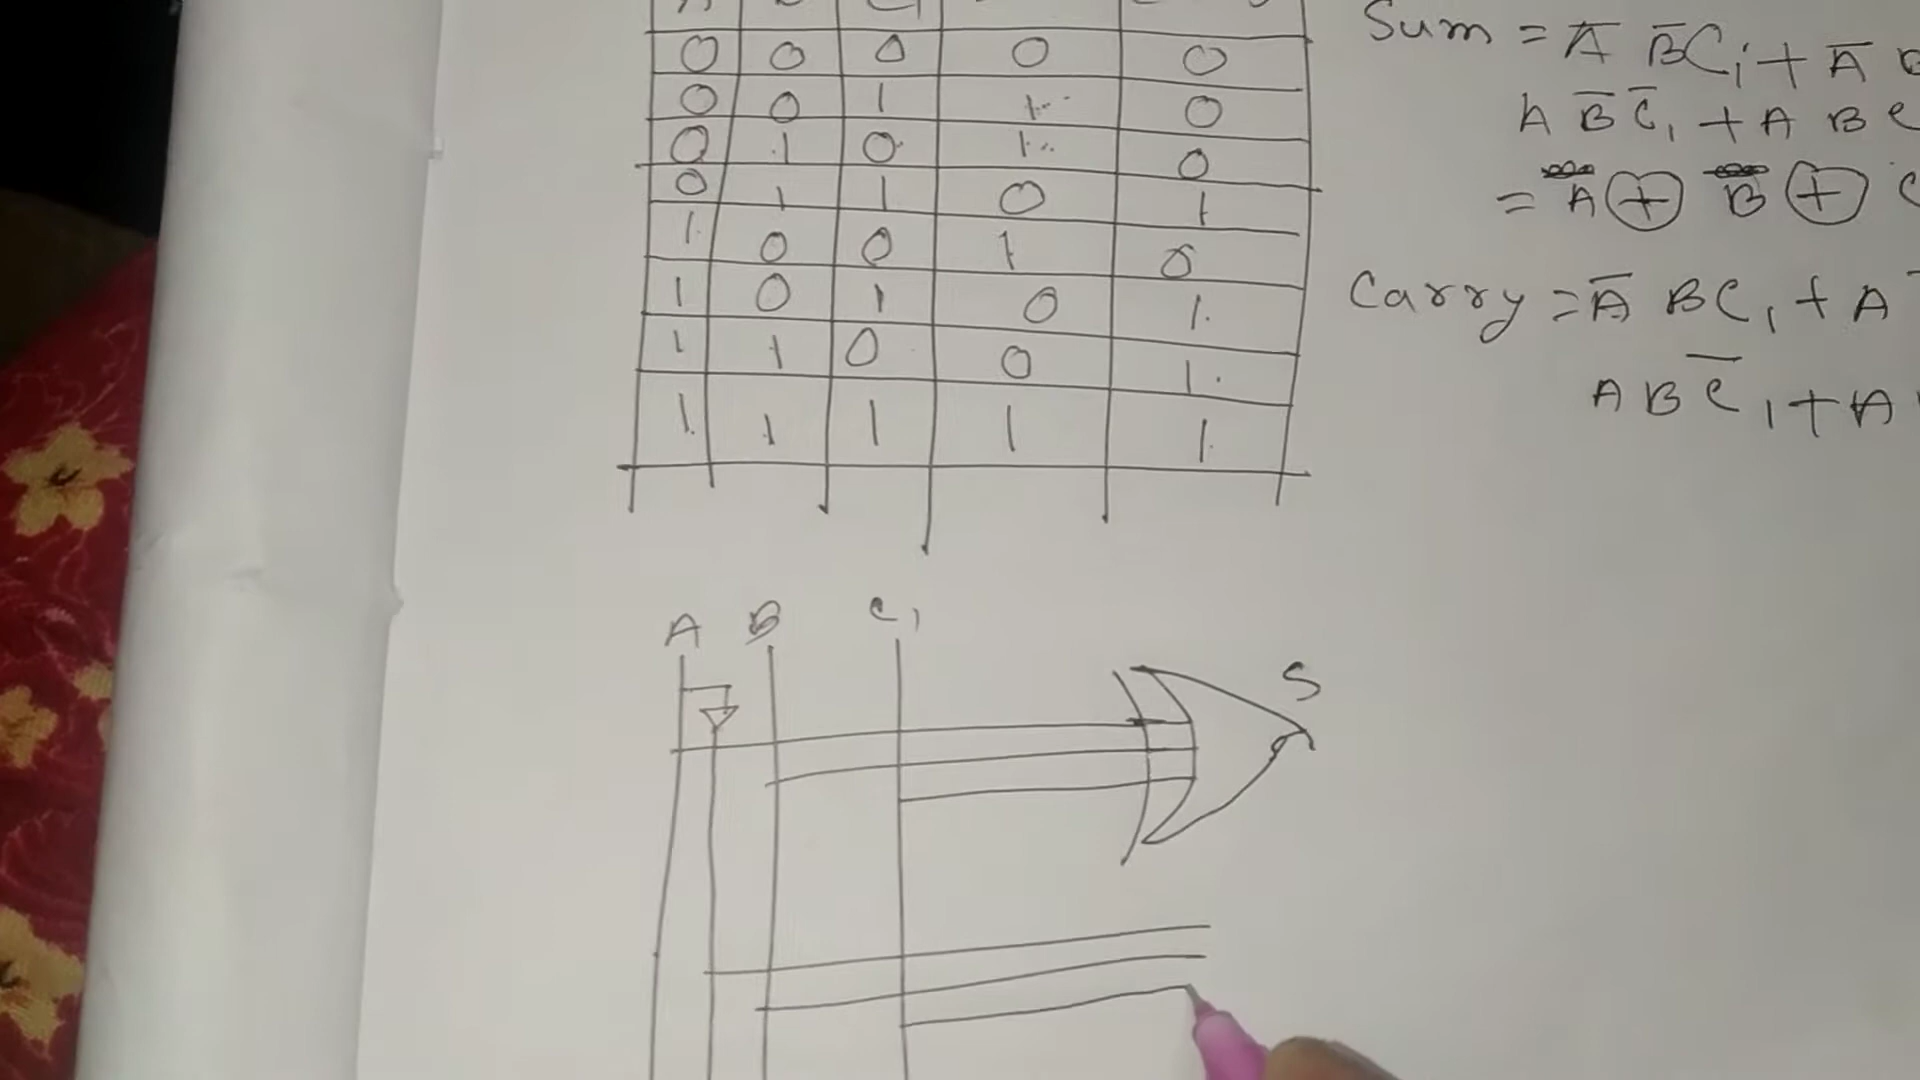 0 0 0 0 0
0 0 1 1 0
0 1 0 1 0
0 1 1 0 1
1 0 0 1 0
1 0 1 0 1
1 1 0 0 1
1 1 1 1 1
Sum = A̅ B̅ Ci + A̅
A B̅ C̅1 + A B C
= A ⊕ B ⊕ C
Carry = A̅ B C1 + A
A B C̅1 + A
A B C1
S